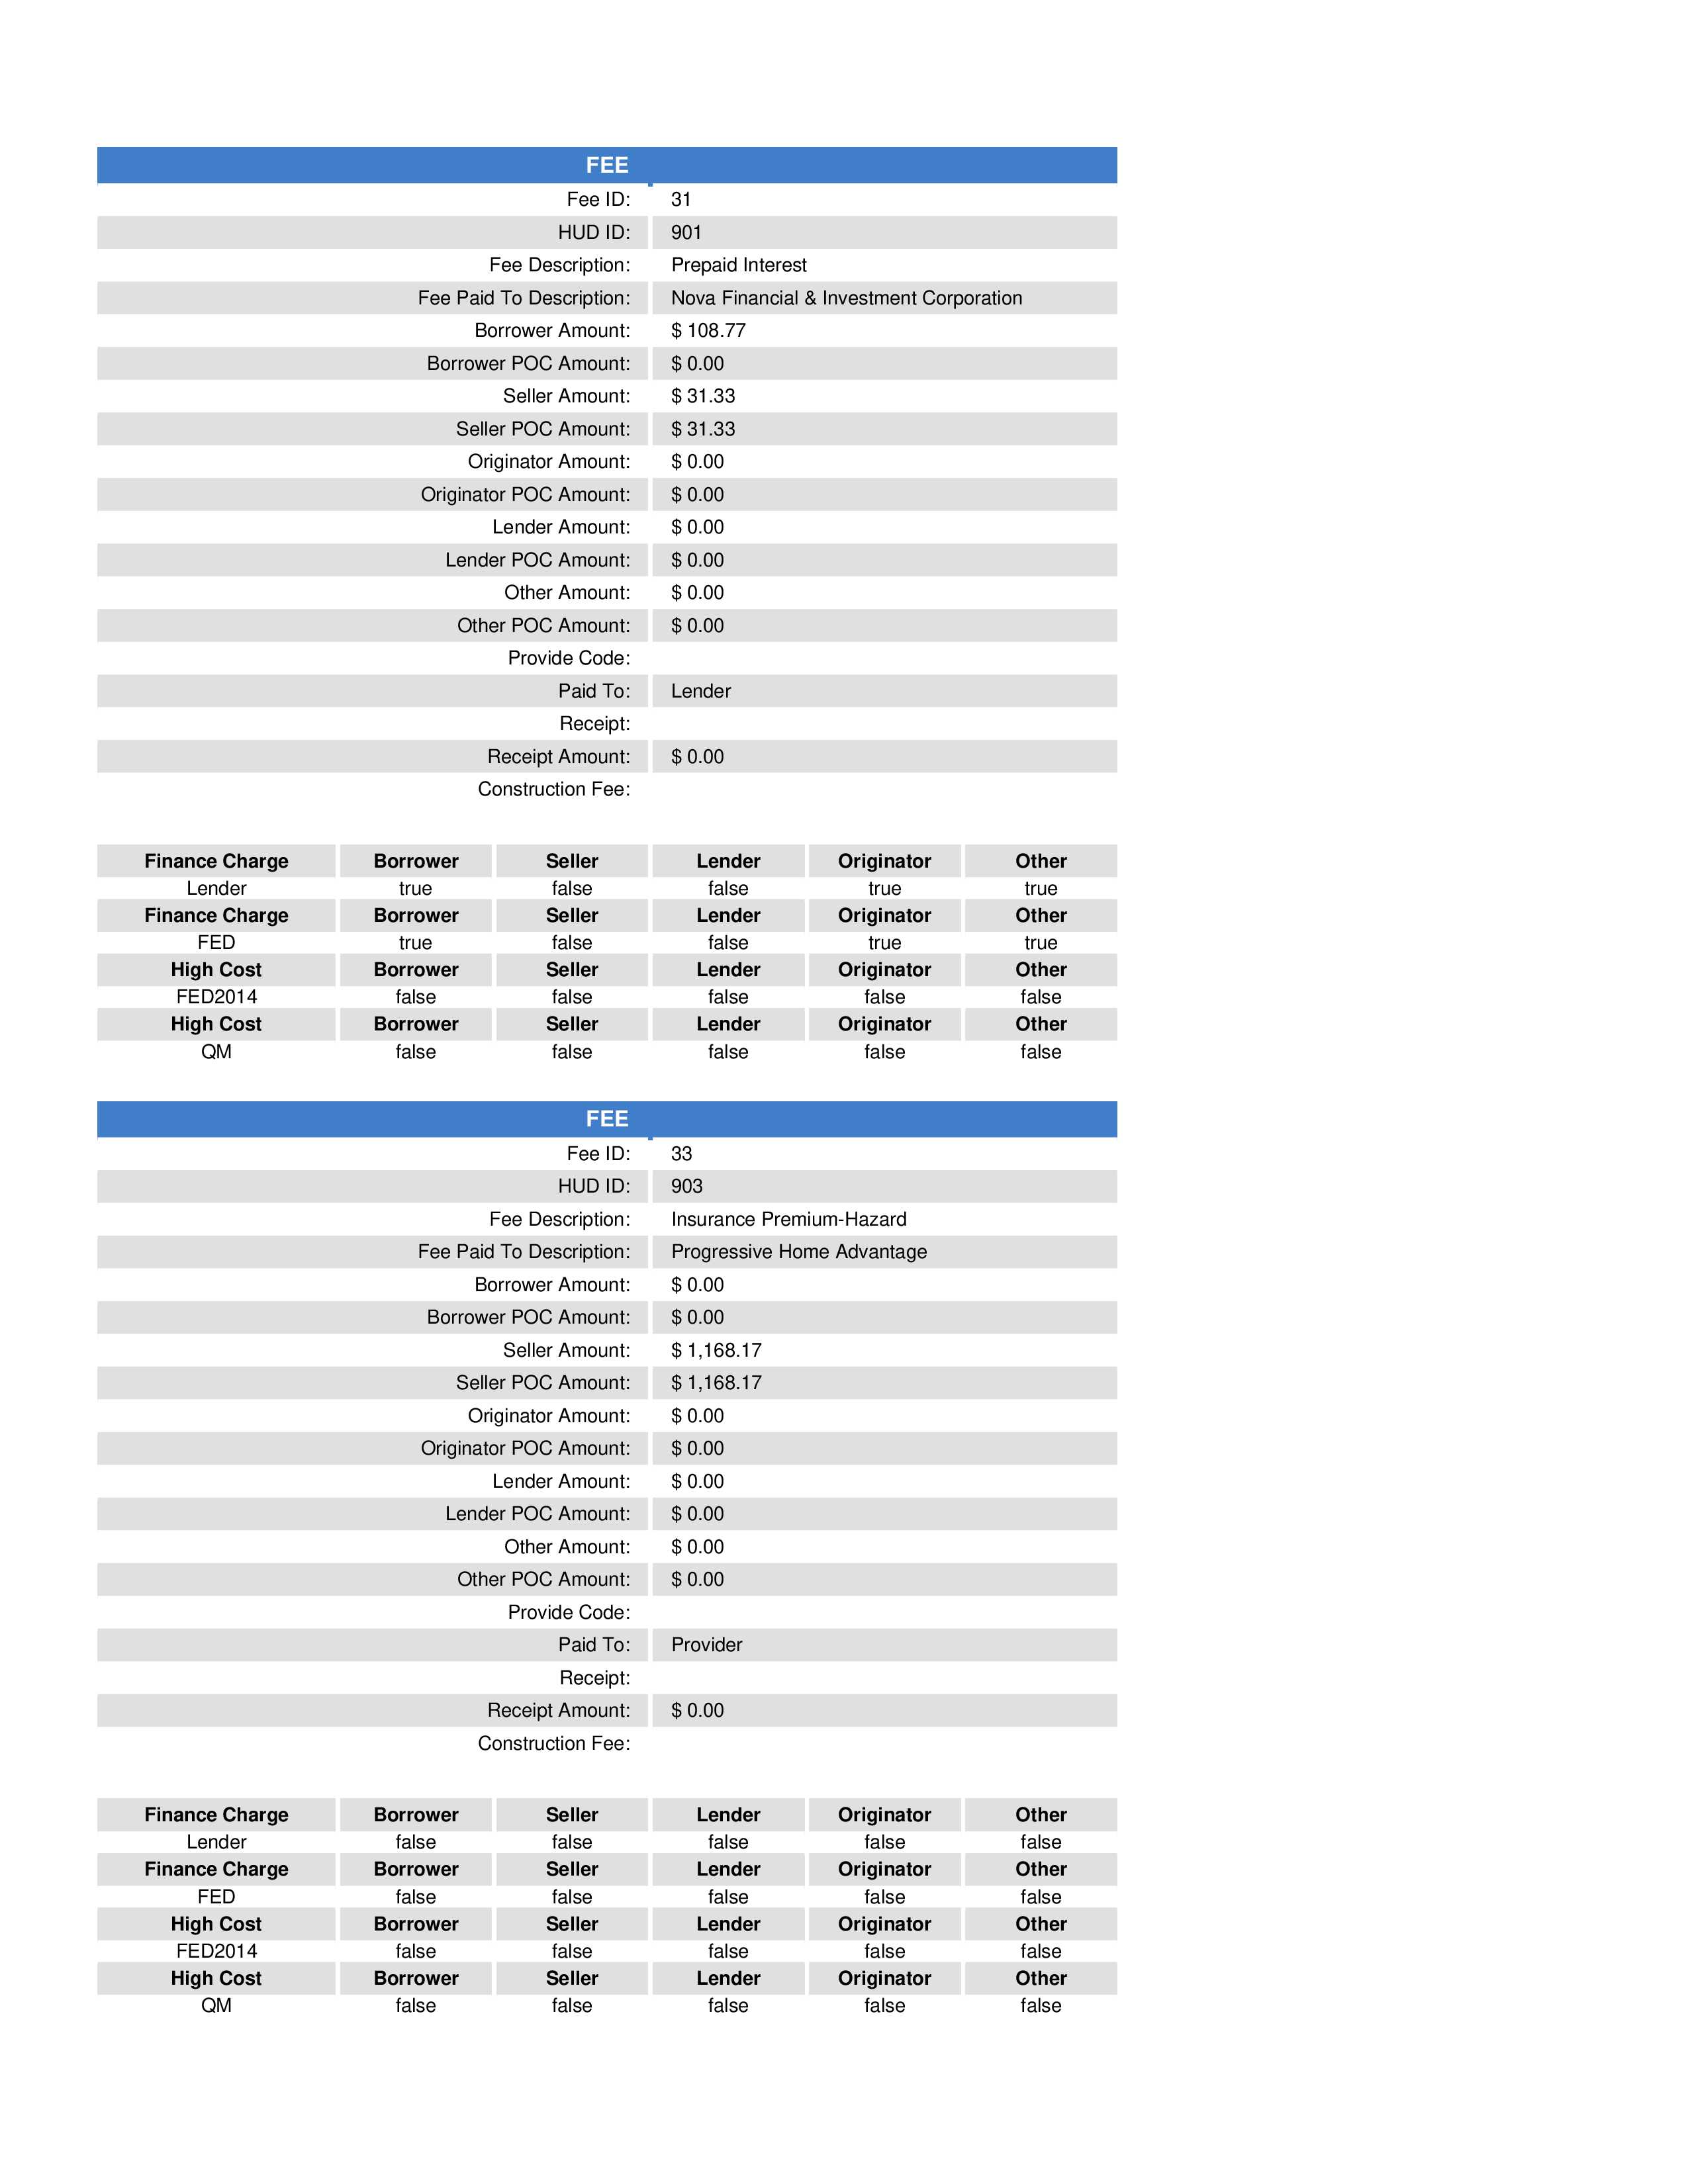 FEE
Fee ID: 31
HUD ID: 901
Fee Description: Prepaid Interest
Fee Paid To Description: Nova Financial & Investment Corporation
Borrower Amount: $ 108.77
Borrower POC Amount: $ 0.00
Seller Amount: $ 31.33
Seller POC Amount: $ 31.33
Originator Amount: $ 0.00
Originator POC Amount: $ 0.00
Lender Amount: $ 0.00
Lender POC Amount: $ 0.00
Other Amount: $ 0.00
Other POC Amount: $ 0.00
Provide Code:
Paid To: Lender
Receipt:
Receipt Amount: $ 0.00
Construction Fee:
Finance Charge Borrower Seller Lender Originator Other
Lender true false false true true
Finance Charge Borrower Seller Lender Originator Other
FED true false false true true
High Cost Borrower Seller Lender Originator Other
FED2014 false false false false false
High Cost Borrower Seller Lender Originator Other
QM false false false false false
FEE
Fee ID: 33
HUD ID: 903
Fee Description: Insurance Premium-Hazard
Fee Paid To Description: Progressive Home Advantage
Borrower Amount: $ 0.00
Borrower POC Amount: $ 0.00
Seller Amount: $ 1,168.17
Seller POC Amount: $ 1,168.17
Originator Amount: $ 0.00
Originator POC Amount: $ 0.00
Lender Amount: $ 0.00
Lender POC Amount: $ 0.00
Other Amount: $ 0.00
Other POC Amount: $ 0.00
Provide Code:
Paid To: Provider
Receipt:
Receipt Amount: $ 0.00
Construction Fee:
Finance Charge Borrower Seller Lender Originator Other
Lender false false false false false
Finance Charge Borrower Seller Lender Originator Other
FED false false false false false
High Cost Borrower Seller Lender Originator Other
FED2014 false false false false false
High Cost Borrower Seller Lender Originator Other
QM false false false false false